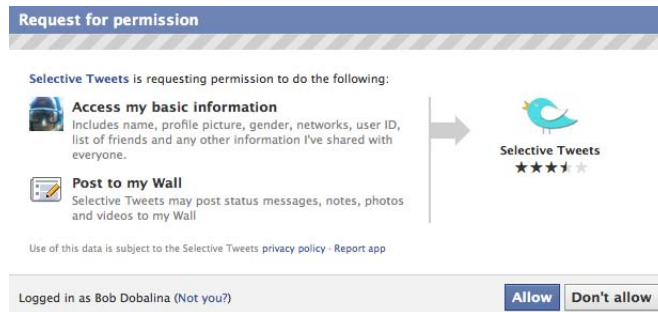 Request for permission
Selective Tweets is requesting permission to do the following:
Access my basic information
Includes name, profile picture, gender, networks, user ID,
list of friends and any other information I've shared with
everyone.
Post to my Wall
Selective Tweets may post status messages, notes, photos
and videos to my Wall
Selective Tweets
Use of this data is subject to the Selective Tweets privacy policy · Report app
Logged in as Bob Dobalina (Not you?)
Allow
Don't allow